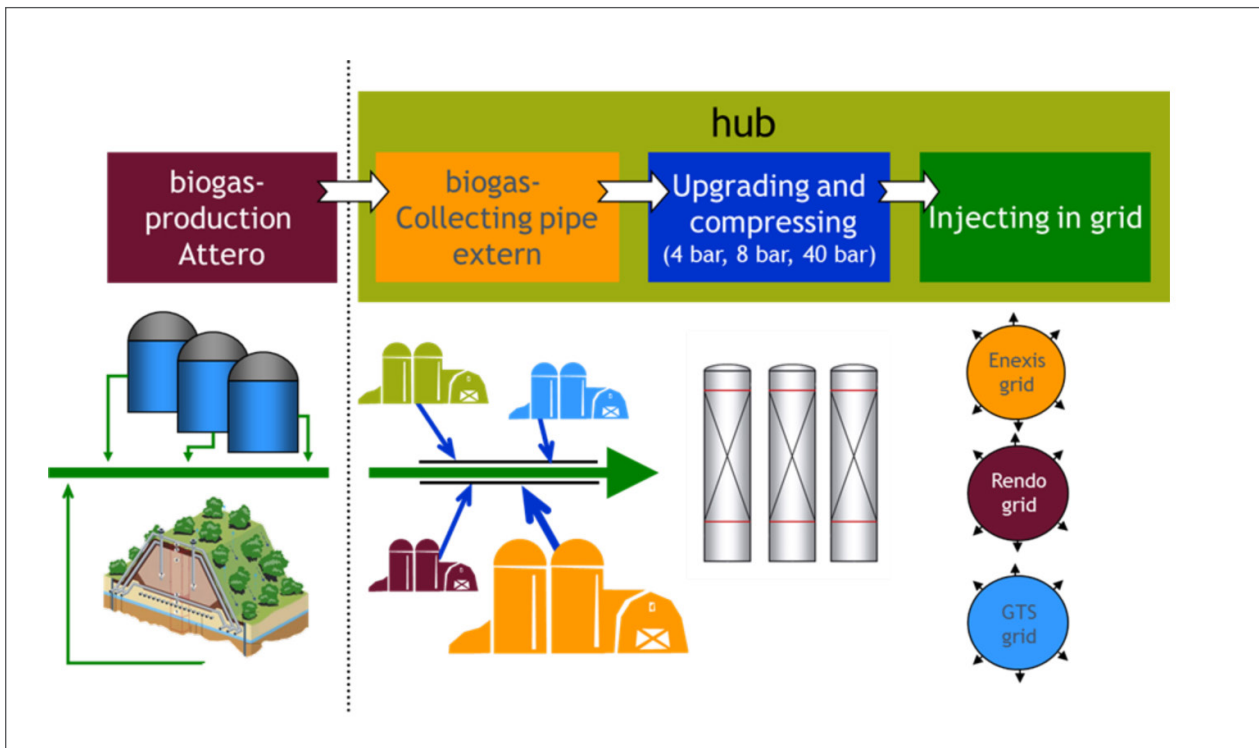 hub
biogas-
production
Attero
biogas-
Collecting pipe
extern
Upgrading and
compressing
(4 bar, 8 bar, 40 bar)
Injecting in grid
Enexis
grid
Rendo
grid
GTS
grid